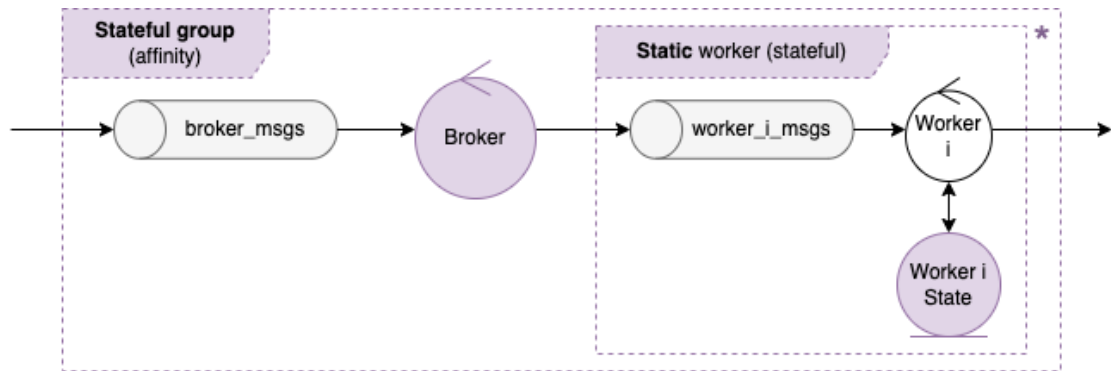 Stateful group
(affinity)
Static worker (stateful)
*
broker_msgs
Broker
worker_i_msgs
Worker
i
Worker i
State